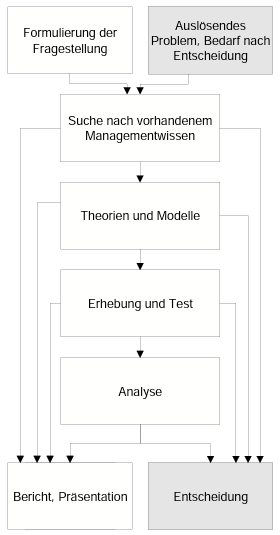 Formulierung der
Fragestellung
Auslösendes
Problem, Bedarf nach
Entscheidung
Suche nach vorhandenem
Managementwissen
Theorien und Modelle
Erhebung und Test
Analyse
Bericht, Präsentation
Entscheidung